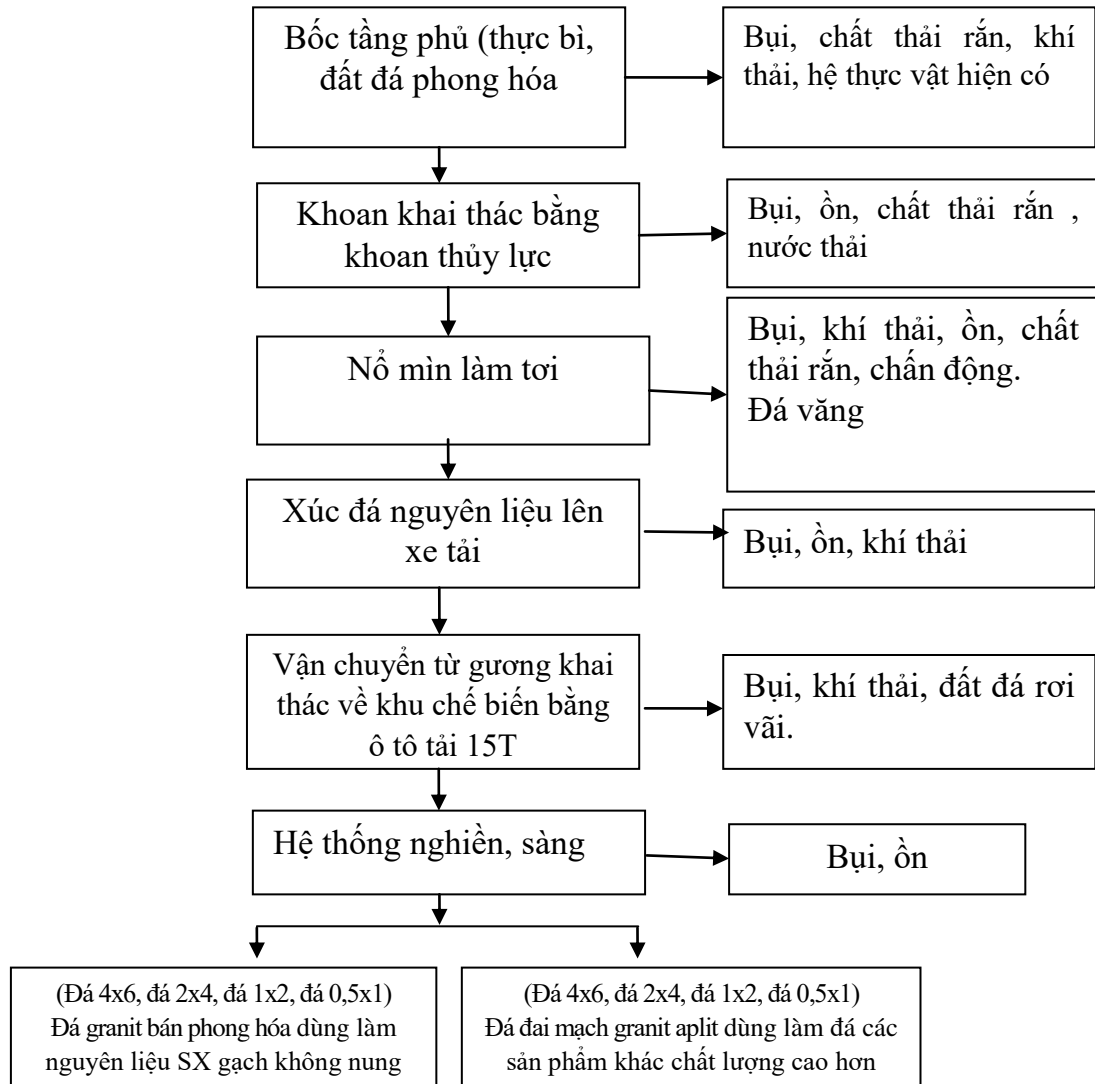 Bốc tầng phủ (thực bì,
đất đá phong hóa
Bụi, chất thải rắn, khí
thải, hệ thực vật hiện có
Khoan khai thác bằng
khoan thủy lực
Bụi, ồn, chất thải rắn ,
nước thải
Nổ mìn làm tơi
Bụi, khí thải, ồn, chất
thải rắn, chấn động.
Đá văng
Xúc đá nguyên liệu lên
xe tải
Bụi, ồn, khí thải
Vận chuyển từ gương khai
thác về khu chế biến bằng
ô tô tải 15T
Bụi, khí thải, đất đá rơi
vãi.
Hệ thống nghiền, sàng
Bụi, ồn
(Đá 4x6, đá 2x4, đá 1x2, đá 0,5x1)
Đá granit bán phong hóa dùng làm
nguyên liệu SX gạch không nung
(Đá 4x6, đá 2x4, đá 1x2, đá 0,5x1)
Đá đai mạch granit aplit dùng làm đá các
sản phẩm khác chất lượng cao hơn